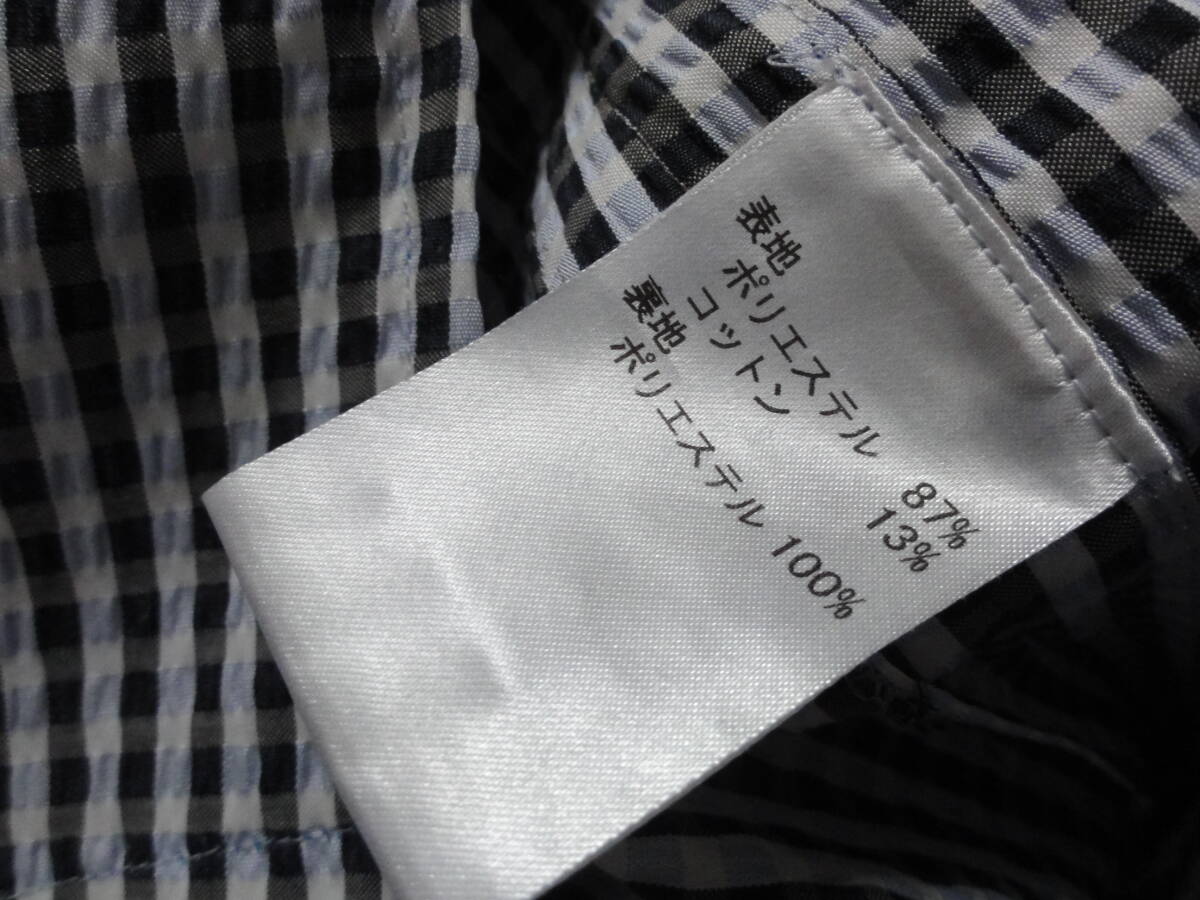 表地
ポリエステル 87%
コットン 13%
裏地
ポリエステル 100%